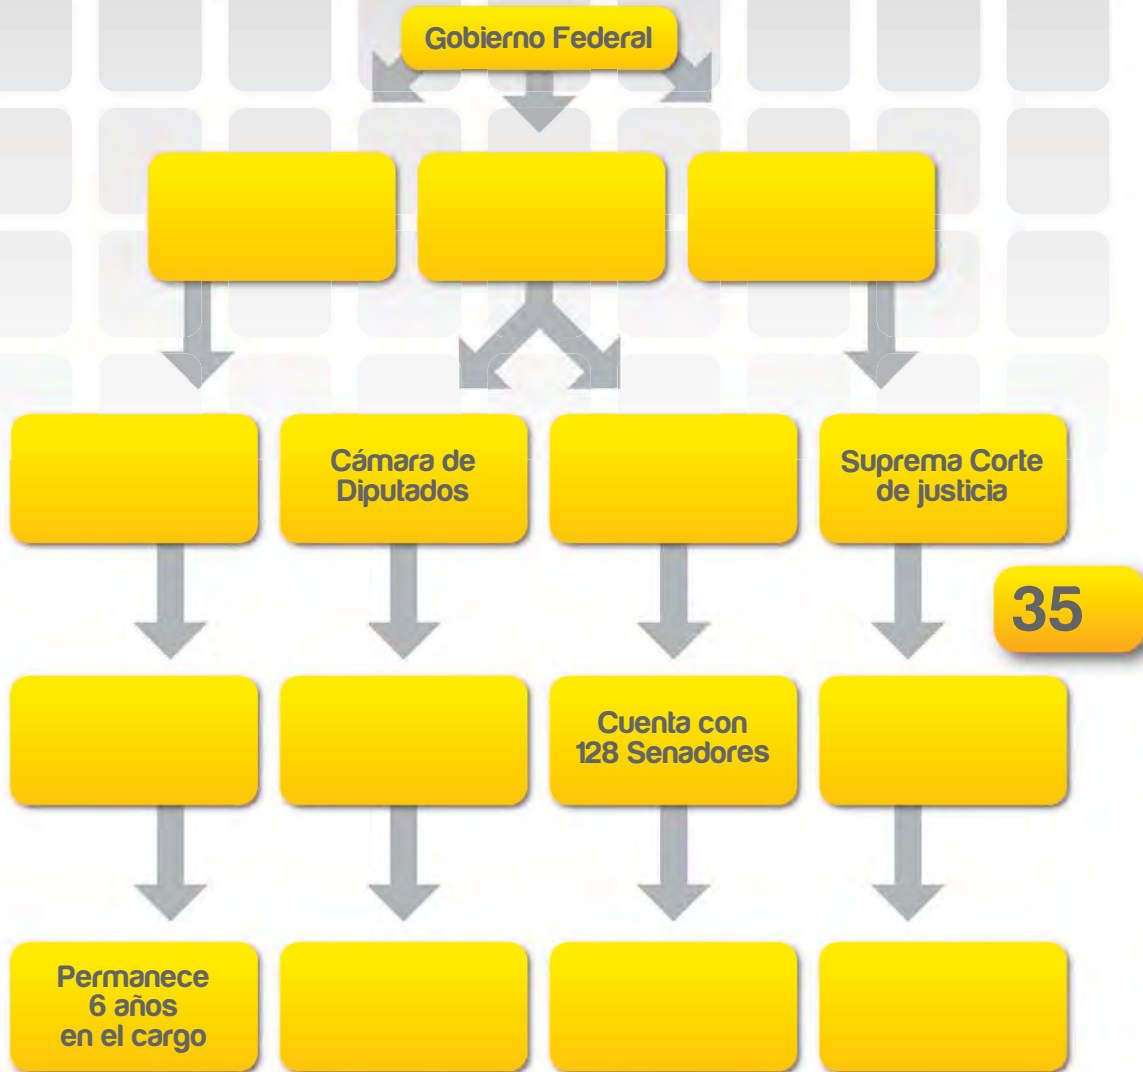 Gobierno Federal
Cámara de
Diputados
Suprema Corte
de justicia
35
Cuenta con
128 Senadores
Permanece
6 años
en el cargo